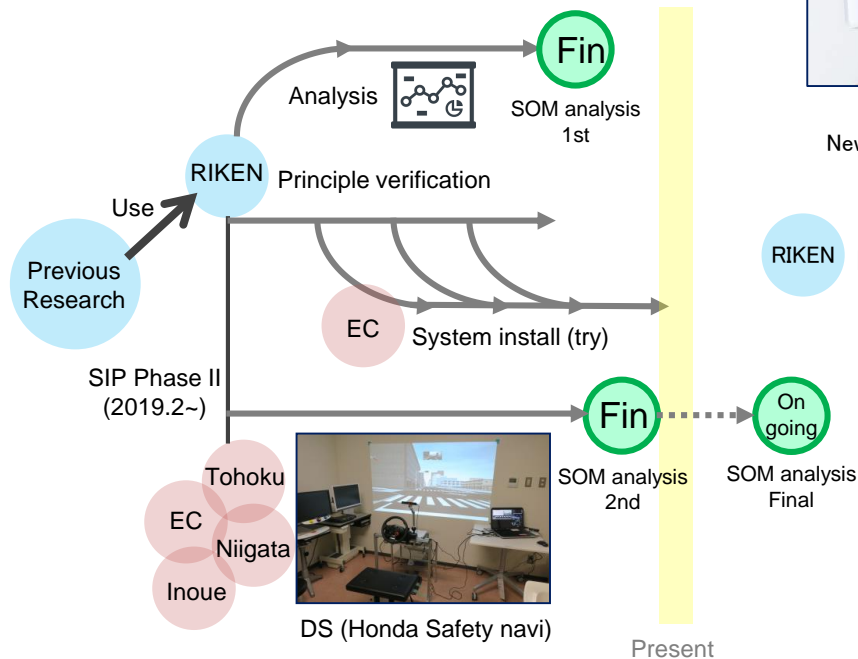 Fin
Analysis
SOM analysis
1st
New
RIKEN
Principle verification
Use
Previous
Research
RIKEN
EC
System install (try)
SIP Phase II
(2019.2~)
Fin
On
going
SOM analysis
2nd
SOM analysis
Final
Tohoku
EC
Niigata
Inoue
DS (Honda Safety navi)
Present